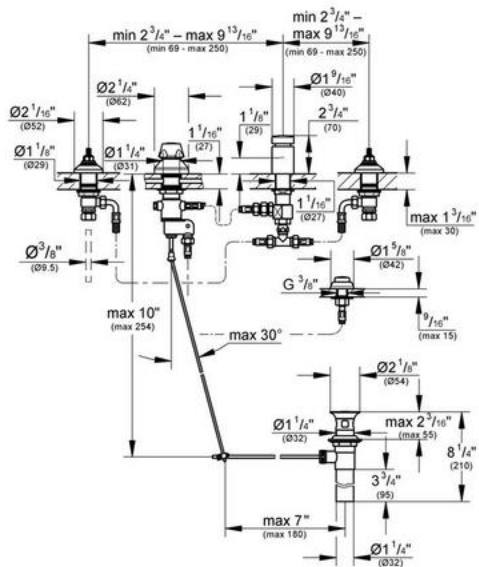 min 2 3/4" – max 9 13/16"
(min 69 - max 250)
min 2 3/4" –
max 9 13/16"
(min 69 - max 250)
Ø1 9/16"
(Ø40)
Ø2 1/4"
(Ø62)
Ø2 1/16"
(Ø52)
1 1/8"
(29)
2 3/4"
(70)
1 1/16"
(27)
Ø1 1/8"
(Ø29)
Ø1 1/4"
(Ø31)
1 1/16"
(Ø27)
max 1 3/16"
(max 30)
Ø3/8"
(Ø9.5)
Ø1 5/8"
(Ø42)
G 3/8"
9/16"
(max 15)
max 10"
(max 254)
max 30°
Ø2 1/8"
(Ø54)
Ø1 1/4"
(Ø32)
max 2 3/16"
(max 55)
8 1/4"
(210)
3 3/4"
(95)
max 7"
(max 180)
Ø1 1/4"
(Ø32)